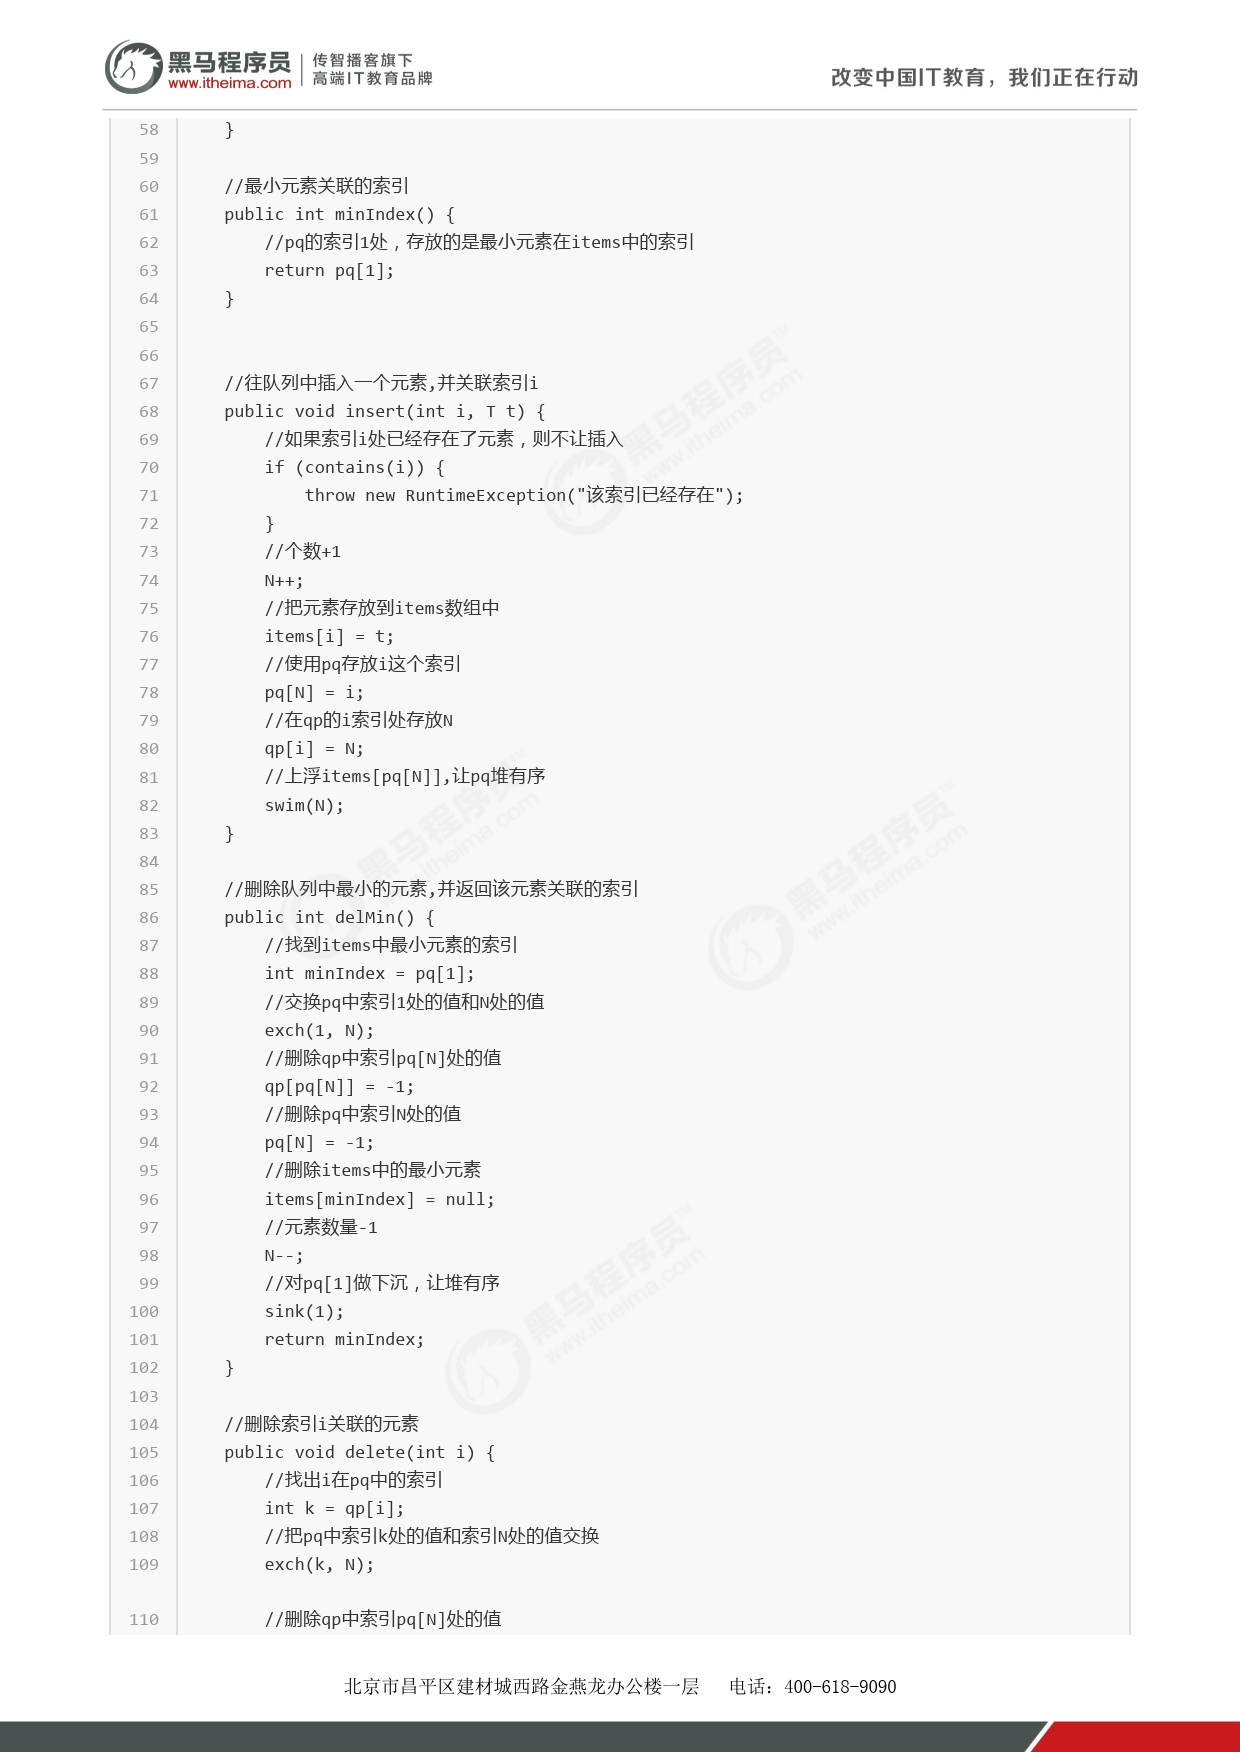 黑马程序员
www.itheima.com
传智播客旗下
高端IT教育品牌
改变中国IT教育，我们正在行动
58 }
59
60 //最小元素关联的索引
61 public int minIndex() {
62 //pq的索引1处，存放的是最小元素在items中的索引
63 return pq[1];
64 }
65
66
67 //往队列中插入一个元素,并关联索引i
68 public void insert(int i, T t) {
69 //如果索引i处已经存在了元素，则不让插入
70 if (contains(i)) {
71 throw new RuntimeException("该索引已经存在");
72 }
73 //个数+1
74 N++;
75 //把元素存放到items数组中
76 items[i] = t;
77 //使用pq存放i这个索引
78 pq[N] = i;
79 //在qp的i索引处存放N
80 qp[i] = N;
81 //上浮items[pq[N]],让pq堆有序
82 swim(N);
83 }
84
85 //删除队列中最小的元素,并返回该元素关联的索引
86 public int delMin() {
87 //找到items中最小元素的索引
88 int minIndex = pq[1];
89 //交换pq中索引1处的值和N处的值
90 exch(1, N);
91 //删除qp中索引pq[N]处的值
92 qp[pq[N]] = -1;
93 //删除pq中索引N处的值
94 pq[N] = -1;
95 //删除items中的最小元素
96 items[minIndex] = null;
97 //元素数量-1
98 N--;
99 //对pq[1]做下沉，让堆有序
100 sink(1);
101 return minIndex;
102 }
103
104 //删除索引i关联的元素
105 public void delete(int i) {
106 //找出i在pq中的索引
107 int k = qp[i];
108 //把pq中索引k处的值和索引N处的值交换
109 exch(k, N);
110 //删除qp中索引pq[N]处的值
北京市昌平区建材城西路金燕龙办公楼一层 电话：400-618-9090